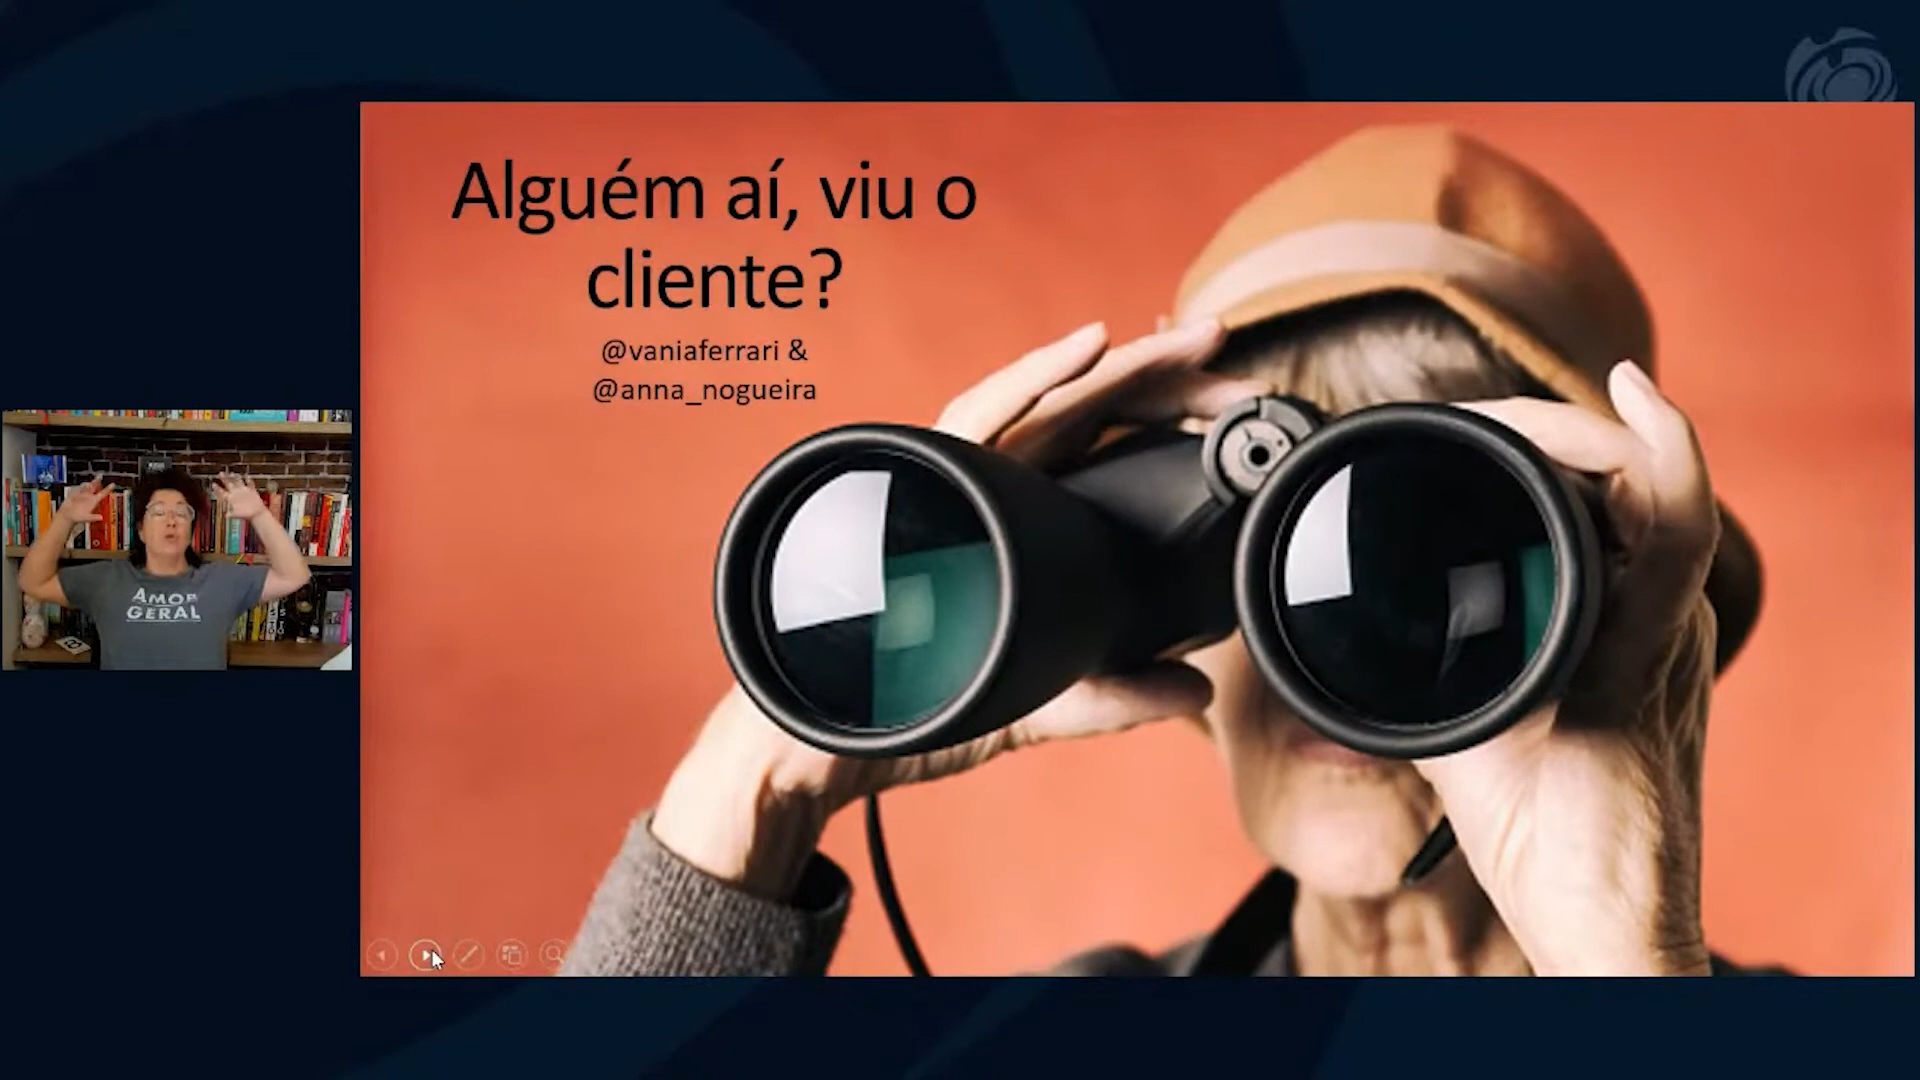 Alguém aí, viu o
cliente?
@vaniaferrari &
@anna_nogueira
AMOR
GERAL